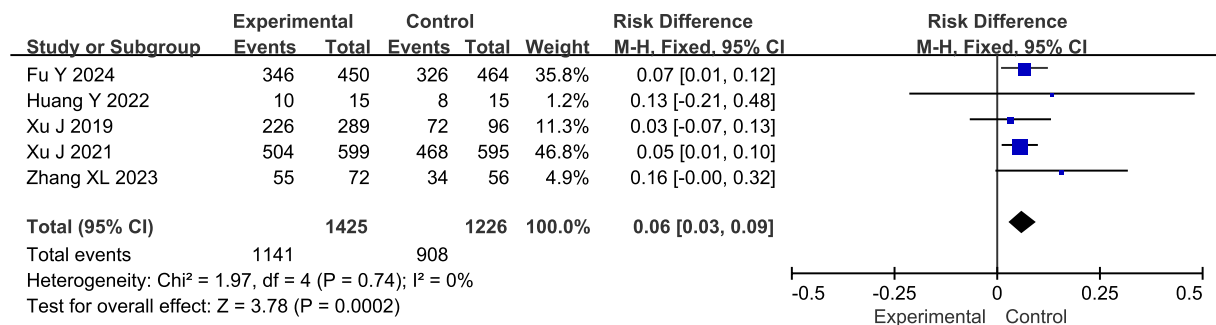 Experimental Control Risk Difference Risk Difference
Study or Subgroup Events Total Events Total Weight M-H, Fixed, 95% CI M-H, Fixed, 95% CI
Fu Y 2024 346 450 326 464 35.8% 0.07 [0.01, 0.12]
Huang Y 2022 10 15 8 15 1.2% 0.13 [-0.21, 0.48]
Xu J 2019 226 289 72 96 11.3% 0.03 [-0.07, 0.13]
Xu J 2021 504 599 468 595 46.8% 0.05 [0.01, 0.10]
Zhang XL 2023 55 72 34 56 4.9% 0.16 [-0.00, 0.32]
Total (95% CI) 1425 1226 100.0% 0.06 [0.03, 0.09]
Total events 1141 908
Heterogeneity: Chi² = 1.97, df = 4 (P = 0.74); I² = 0%
Test for overall effect: Z = 3.78 (P = 0.0002)
-0.5 -0.25 0 0.25 0.5
Experimental Control